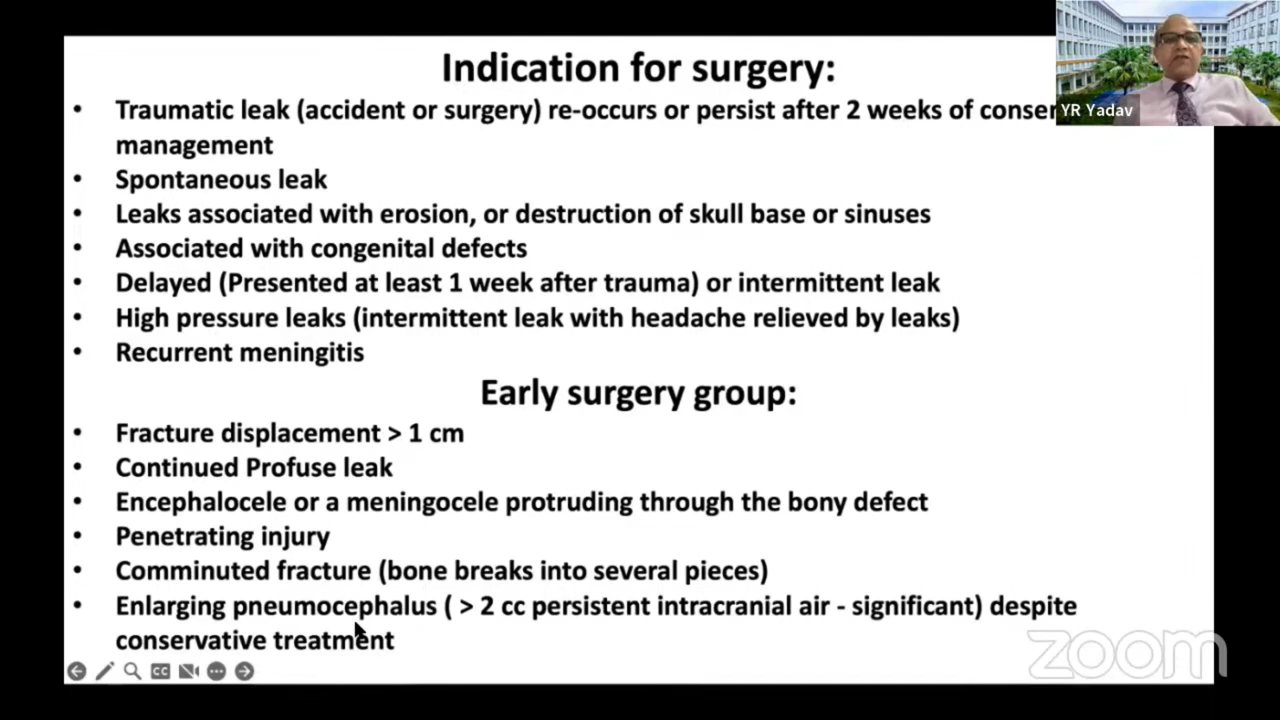 Indication for surgery:
• Traumatic leak (accident or surgery) re-occurs or persist after 2 weeks of
management
• Spontaneous leak
• Leaks associated with erosion, or destruction of skull base or sinuses
• Associated with congenital defects
• Delayed (Presented at least 1 week after trauma) or intermittent leak
• High pressure leaks (intermittent leak with headache relieved by leaks)
• Recurrent meningitis
Early surgery group:
• Fracture displacement > 1 cm
• Continued Profuse leak
• Encephalocele or a meningocele protruding through the bony defect
• Penetrating injury
• Comminuted fracture (bone breaks into several pieces)
• Enlarging pneumocephalus ( > 2 cc persistent intracranial air - significant) despite
conservative treatment
YR Yadav
CC
zoom